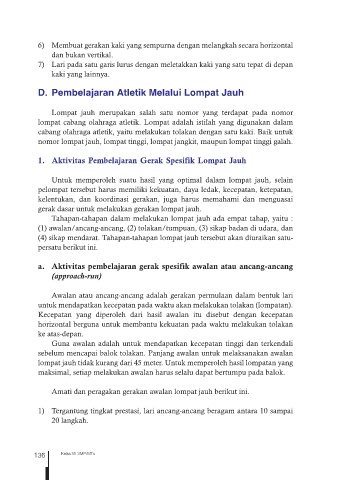 6) Membuat gerakan kaki yang sempurna dengan melangkah secara horizontal
dan bukan vertikal.
7) Lari pada satu garis lurus dengan meletakkan kaki yang satu tepat di depan
kaki yang lainnya.
D. Pembelajaran Atletik Melalui Lompat Jauh
Lompat jauh merupakan salah satu nomor yang terdapat pada nomor
lompat cabang olahraga atletik. Lompat adalah istilah yang digunakan dalam
cabang olahraga atletik, yaitu melakukan tolakan dengan satu kaki. Baik untuk
nomor lompat jauh, lompat tinggi, lompat jangkit, maupun lompat tinggi galah.
1. Aktivitas Pembelajaran Gerak Spesifik Lompat Jauh
Untuk memperoleh suatu hasil yang optimal dalam lompat jauh, selain
pelompat tersebut harus memiliki kekuatan, daya ledak, kecepatan, ketepatan,
kelentukan, dan koordinasi gerakan, juga harus memahami dan menguasai
gerak dasar untuk melakukan gerakan lompat jauh.
Tahapan-tahapan dalam melakukan lompat jauh ada empat tahap, yaitu :
(1) awalan/ancang-ancang, (2) tolakan/tumpuan, (3) sikap badan di udara, dan
(4) sikap mendarat. Tahapan-tahapan lompat jauh tersebut akan diuraikan satu-
persatu berikut ini.
a. Aktivitas pembelajaran gerak spesifik awalan atau ancang-ancang
(approach-run)
Awalan atau ancang-ancang adalah gerakan permulaan dalam bentuk lari
untuk mendapatkan kecepatan pada waktu akan melakukan tolakan (lompatan).
Kecepatan yang diperoleh dari hasil awalan itu disebut dengan kecepatan
horizontal berguna untuk membantu kekuatan pada waktu melakukan tolakan
ke atas-depan.
Guna awalan adalah untuk mendapatkan kecepatan tinggi dan terkendali
sebelum mencapai balok tolakan. Panjang awalan untuk melaksanakan awalan
lompat jauh tidak kurang dari 45 meter. Untuk memperoleh hasil lompatan yang
maksimal, setiap melakukan awalan harus selalu dapat bertumpu pada balok.
Amati dan peragakan gerakan awalan lompat jauh berikut ini.
1) Tergantung tingkat prestasi, lari ancang-ancang beragam antara 10 sampai
20 langkah.
136 Kelas VII SMP/MTs